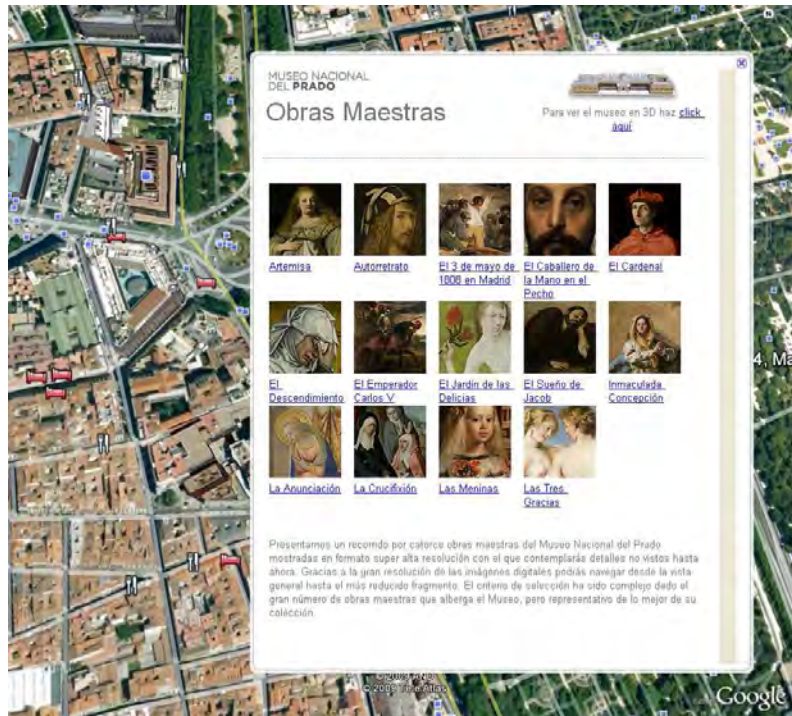 MUSEO NACIONAL
DEL PRADO
Obras Maestras
Para ver el museo en 3D haz click
aquí
Artemisa
Autorretrato
El 3 de mayo de
1808 en Madrid
El Caballero de
la Mano en el
Pecho
El Cardenal
El
Descendimiento
El Emperador
Carlos V
El Jardín de las
Delicias
El Sueño de
Jacob
Inmaculada
Concepción
La Anunciación
La Crucifixión
Las Meninas
Las Tres
Gracias
Presentamos un recorrido por catorce obras maestras del Museo Nacional del Prado
mostradas en formato super alta resolución con el que contemplarás detalles no vistos hasta
ahora. Gracias a la gran resolución de las imágenes digitales podrás navegar desde la vista
general hasta el más reducido fragmento. El criterio de selección ha sido complejo dado el
gran número de obras maestras que alberga el Museo, pero representativo de lo mejor de su
colección.
4, Ma
© 2009 Tele Atlas
Google